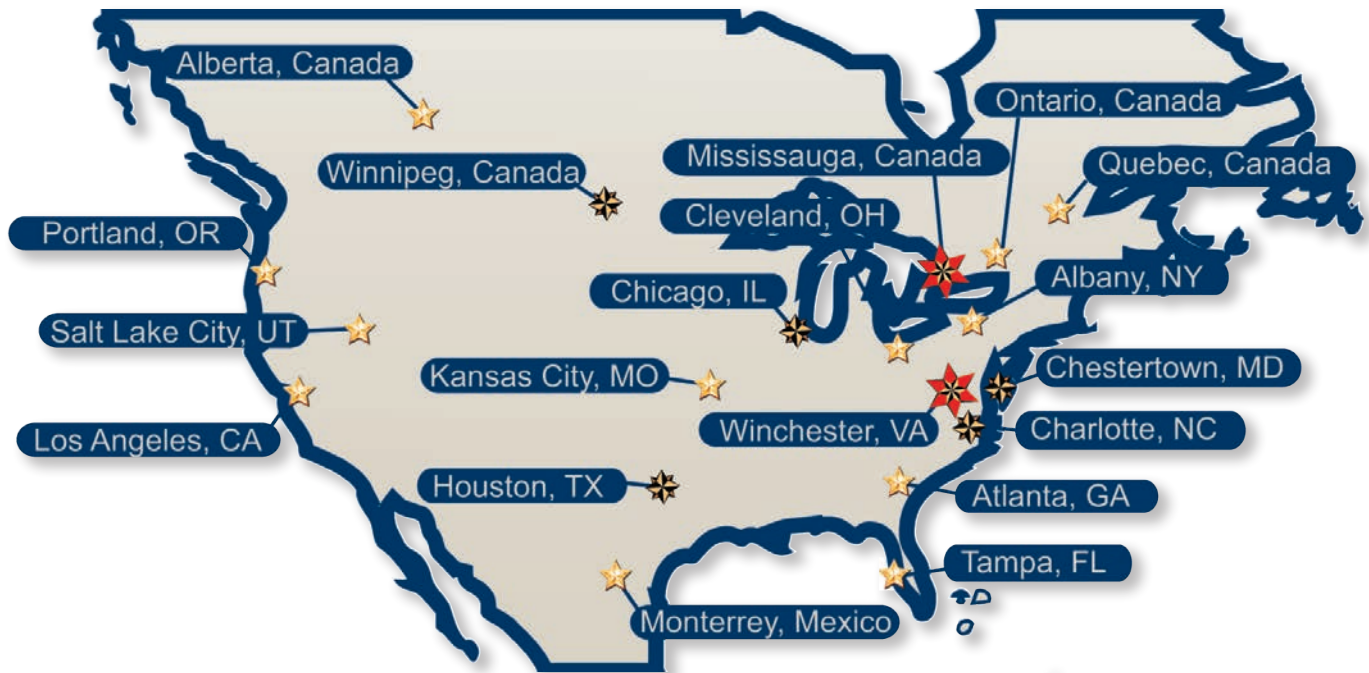 Alberta, Canada
Ontario, Canada
Mississauga, Canada
Quebec, Canada
Winnipeg, Canada
Cleveland, OH
Portland, OR
Chicago, IL
Albany, NY
Salt Lake City, UT
Kansas City, MO
Chestertown, MD
Winchester, VA
Charlotte, NC
Los Angeles, CA
Houston, TX
Atlanta, GA
Tampa, FL
Monterrey, Mexico